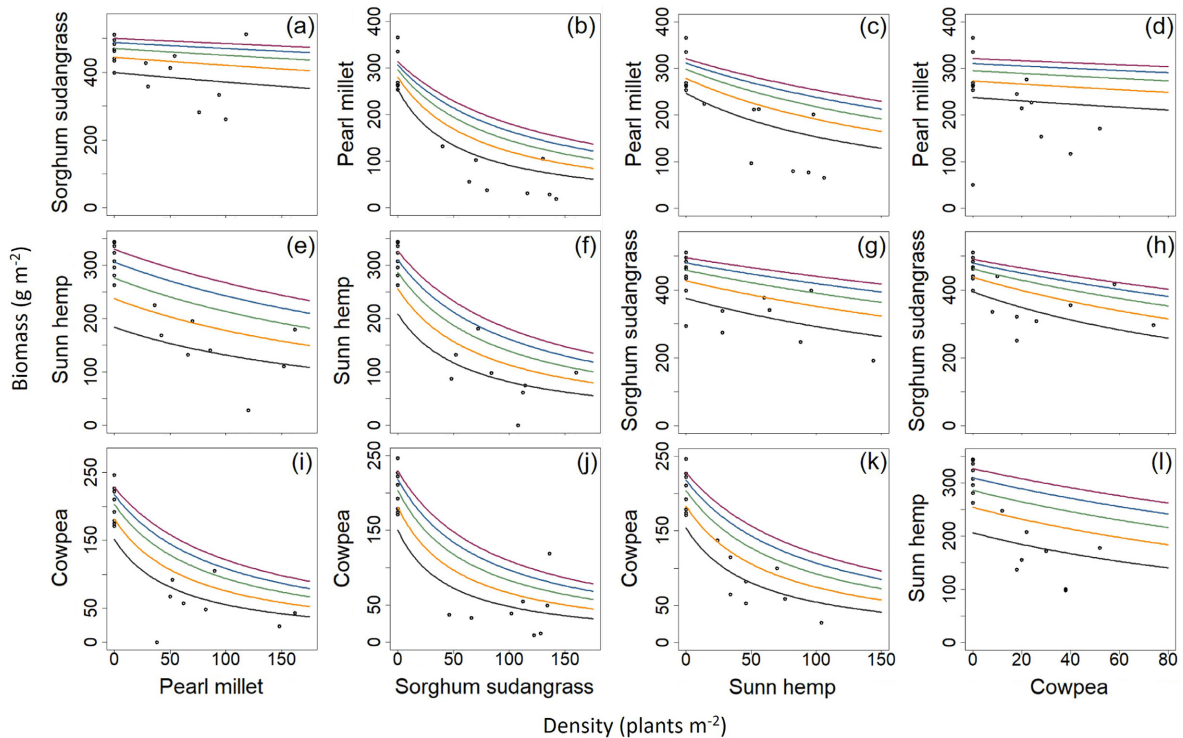 (a) (b) (c) (d)
Sorghum sudangrass
0 200 400
Pearl millet
0 100 200 300 400
Pearl millet
0 100 200 300 400
Pearl millet
0 100 200 300 400
Biomass (g m-2)
(e) (f) (g) (h)
Sunn hemp
0 100 200 300
Sunn hemp
0 100 200 300
Sorghum sudangrass
0 200 400
Sorghum sudangrass
0 200 400
(i) (j) (k) (l)
Cowpea
0 50 150 250
Cowpea
0 50 150 250
Cowpea
0 50 150 250
Sunn hemp
0 100 200 300
0 50 100 150
0 50 100 150
0 50 100 150
0 20 40 60 80
Pearl millet
Sorghum sudangrass
Sunn hemp
Cowpea
Density (plants m-2)